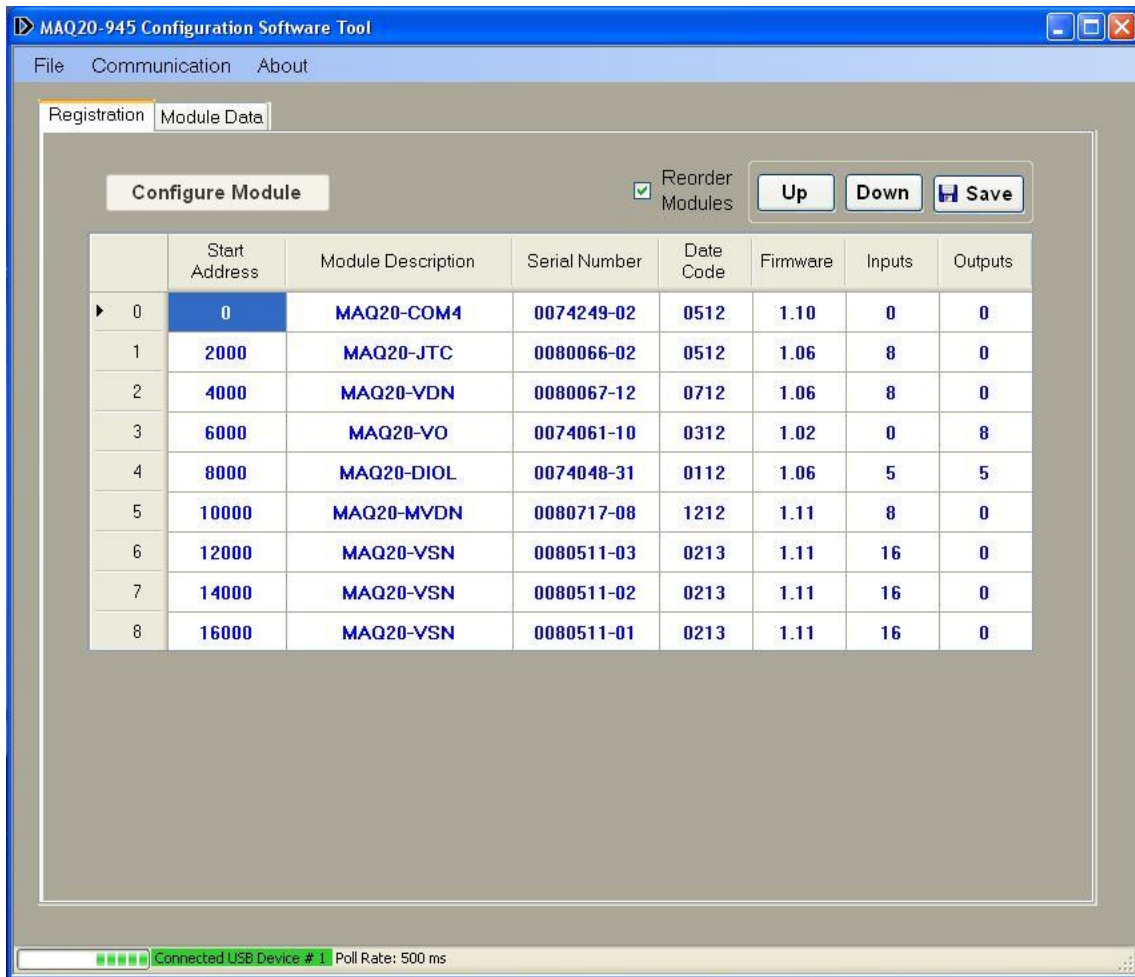 MAQ20-945 Configuration Software Tool
File Communication About
Registration Module Data
Configure Module
Reorder
Modules
Up Down Save
Start
Address Module Description Serial Number Date
Code Firmware Inputs Outputs
0 0 MAQ20-COM4 0074249-02 0512 1.10 0 0
1 2000 MAQ20-JTC 0080066-02 0512 1.06 8 0
2 4000 MAQ20-VDN 0080067-12 0712 1.06 8 0
3 6000 MAQ20-VO 0074061-10 0312 1.02 0 8
4 8000 MAQ20-DIOL 0074048-31 0112 1.06 5 5
5 10000 MAQ20-MVDN 0080717-08 1212 1.11 8 0
6 12000 MAQ20-VSN 0080511-03 0213 1.11 16 0
7 14000 MAQ20-VSN 0080511-02 0213 1.11 16 0
8 16000 MAQ20-VSN 0080511-01 0213 1.11 16 0
Connected USB Device # 1 Poll Rate: 500 ms